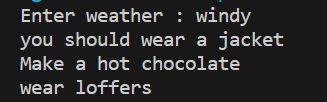 Enter weather : windy
you should wear a jacket
Make a hot chocolate
wear loffers